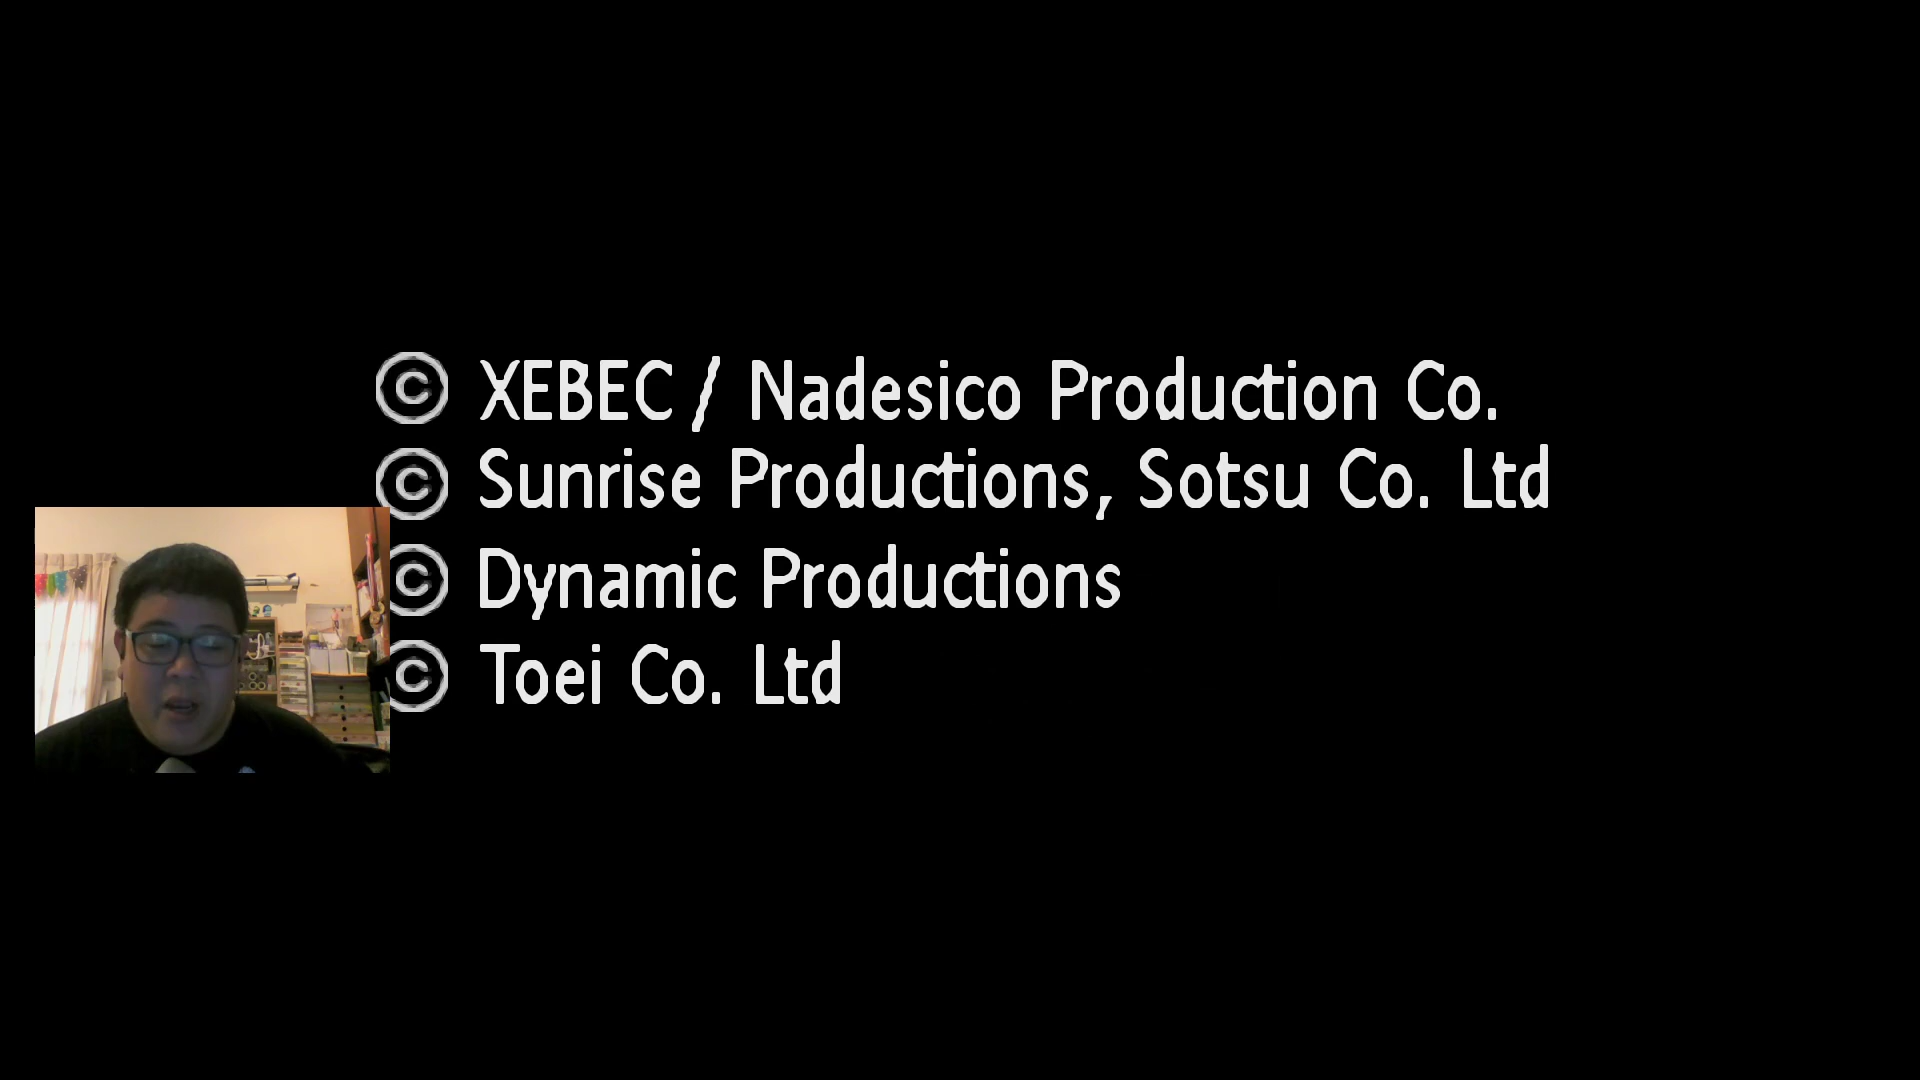 © XEBEC / Nadesico Production Co.
© Sunrise Productions, Sotsu Co. Ltd
© Dynamic Productions
© Toei Co. Ltd